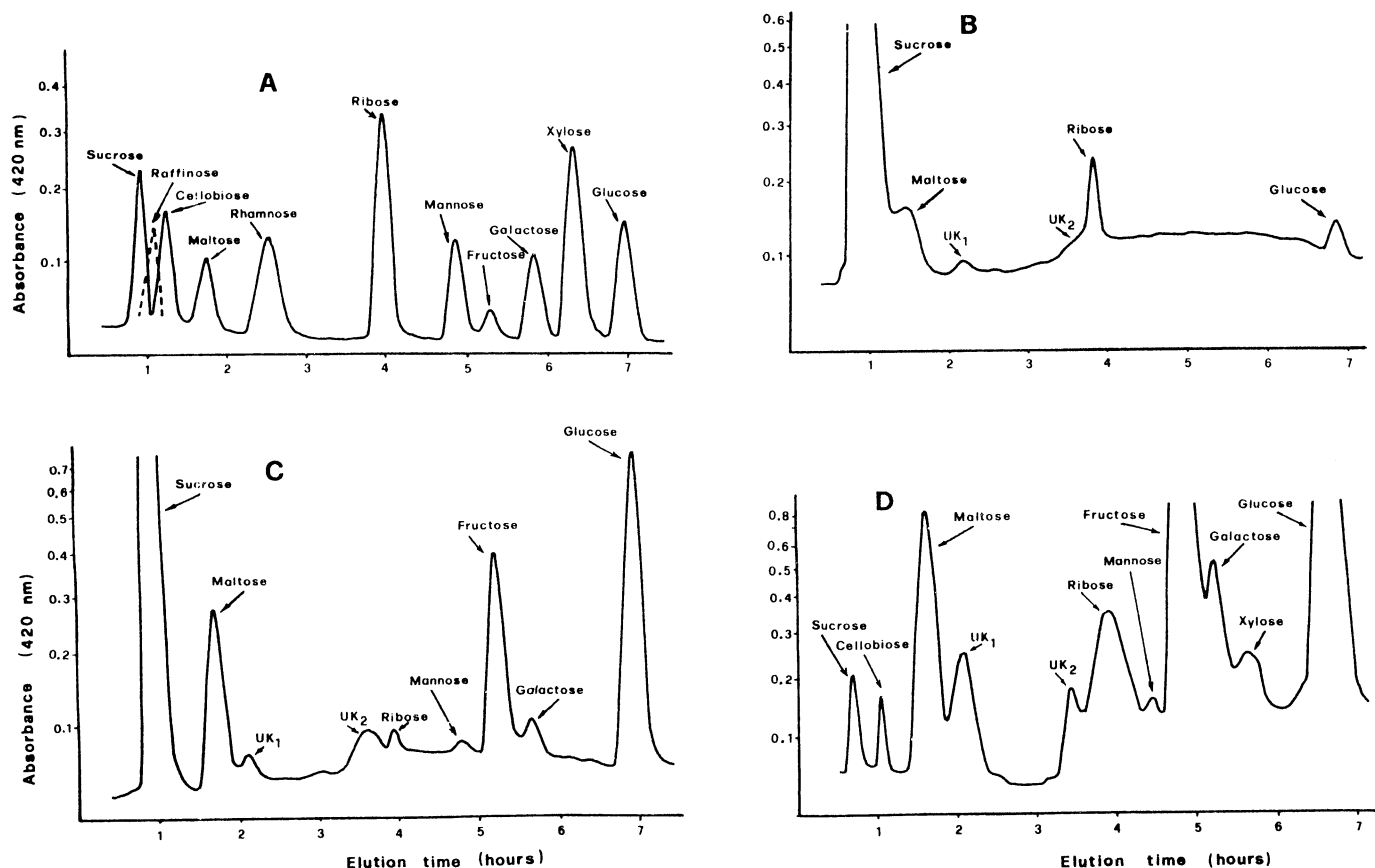 A
Absorbance (420 nm)
0.4
0.3
0.2
0.1
Sucrose
Raffinose
Cellobiose
Maltose
Rhamnose
Ribose
Mannose
Fructose
Galactose
Xylose
Glucose
1 2 3 4 5 6 7
B
0.6
0.5
0.4
0.3
0.2
0.1
Sucrose
Maltose
UK1
UK2
Ribose
Glucose
1 2 3 4 5 6 7
C
Absorbance (420 nm)
0.7
0.6
0.5
0.4
0.3
0.2
0.1
Sucrose
Maltose
UK1
UK2
Ribose
Mannose
Fructose
Galactose
Glucose
1 2 3 4 5 6 7
Elution time (hours)
D
0.8
0.6
0.5
0.4
0.3
0.2
0.1
Sucrose
Cellobiose
Maltose
UK1
UK2
Ribose
Mannose
Fructose
Galactose
Xylose
Glucose
1 2 3 4 5 6 7
Elution time (hours)